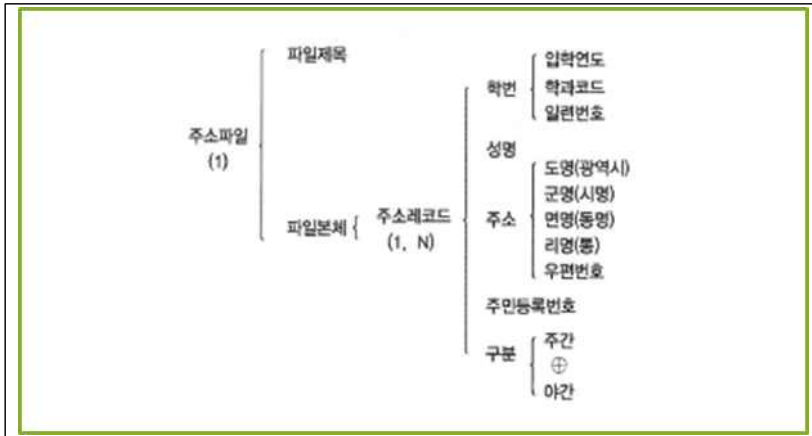 주소파일
(1)
파일제목
파일본체
주소레코드
(1, N)
학번
입학연도
학과코드
일련번호
성명
주소
도명(광역시)
군명(시명)
면명(동명)
리명(통)
우편번호
주민등록번호
구분
주간
⊕
야간